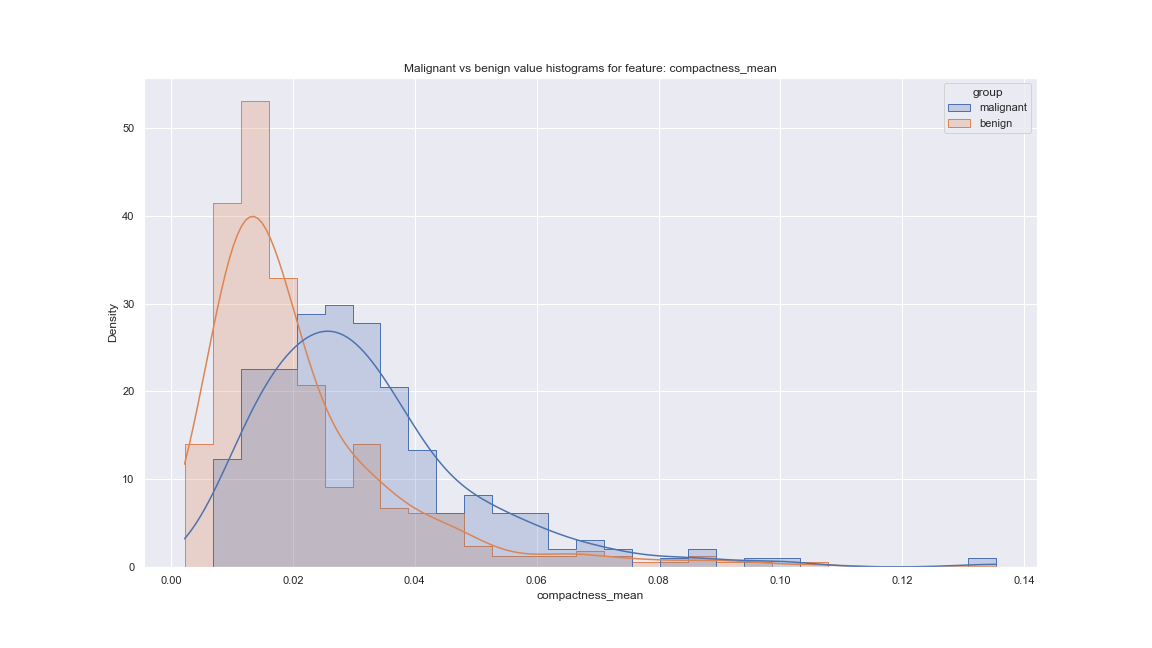 Malignant vs benign value histograms for feature: compactness_mean
group
malignant
benign
Density
50
40
30
20
10
0
0.00 0.02 0.04 0.06 0.08 0.10 0.12 0.14
compactness_mean